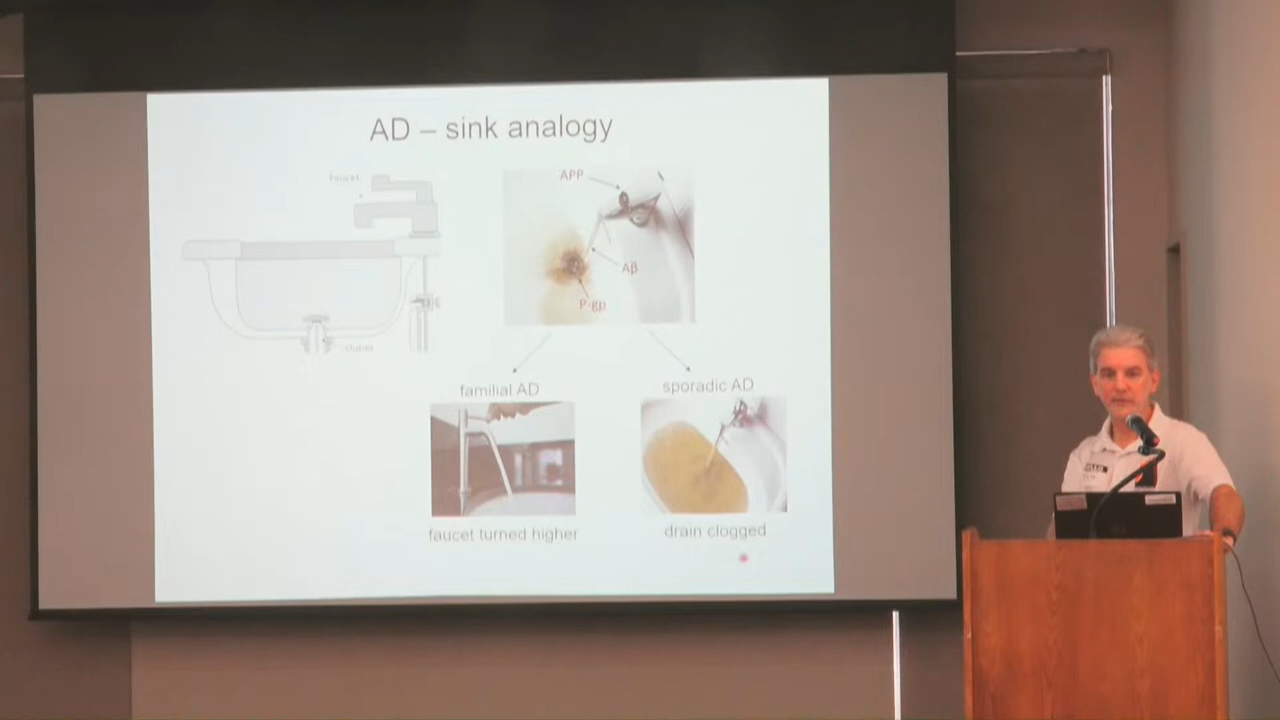 AD – sink analogy
Faucet
APP
Aβ
P-gp
familial AD
sporadic AD
faucet turned higher
drain clogged